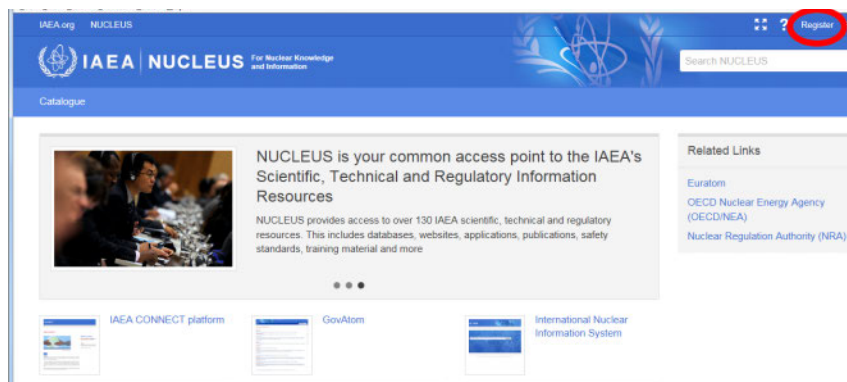 IAEA.org NUCLEUS
? Register
IAEA NUCLEUS For Nuclear Knowledge
and Information
Search NUCLEUS
Catalogue
NUCLEUS is your common access point to the IAEA's
Scientific, Technical and Regulatory Information
Resources
NUCLEUS provides access to over 130 IAEA scientific, technical and regulatory
resources. This includes databases, websites, applications, publications, safety
standards, training material and more
Related Links
Euratom
OECD Nuclear Energy Agency
(OECD/NEA)
Nuclear Regulation Authority (NRA)
IAEA CONNECT platform
GovAtom
International Nuclear
Information System